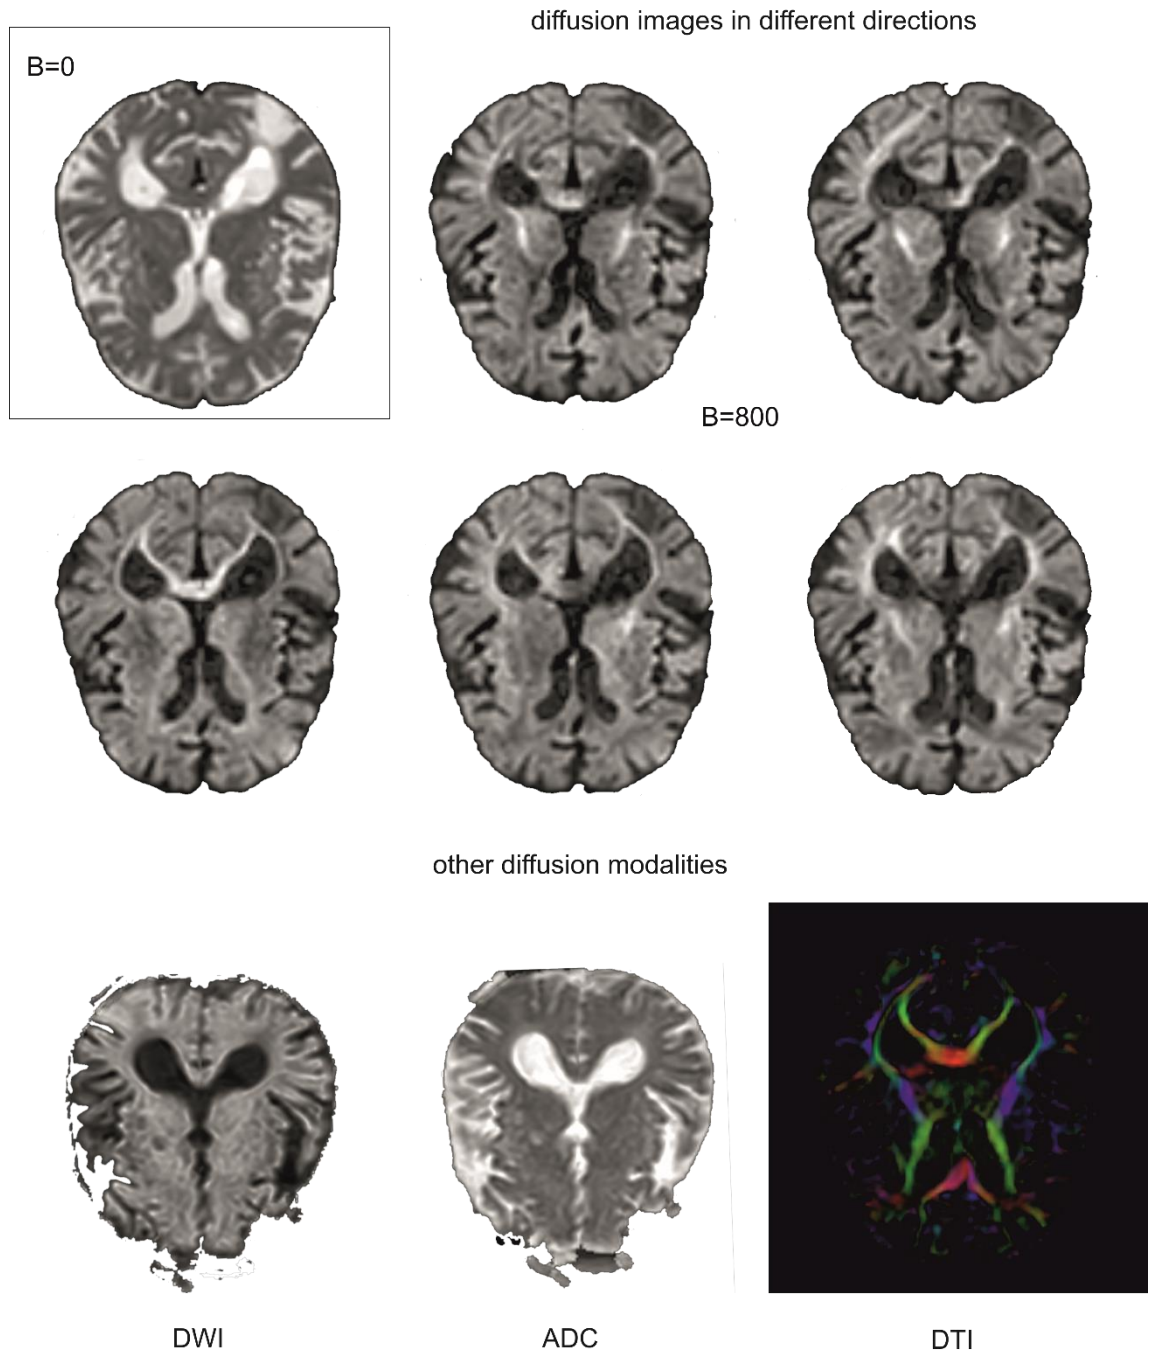 diffusion images in different directions
B=0
B=800
other diffusion modalities
DWI
ADC
DTI